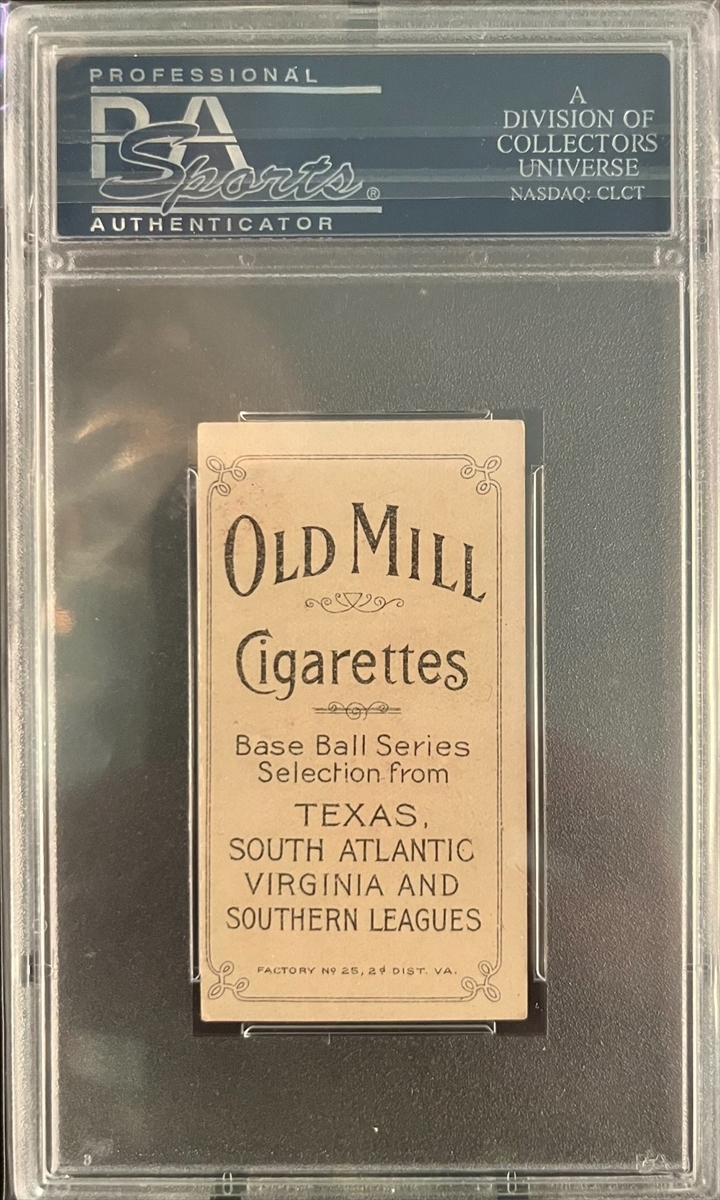 PROFESSIONAL
PSA
Sports®
AUTHENTICATOR
A
DIVISION OF
COLLECTORS
UNIVERSE
NASDAQ: CLCT
OLD MILL
Cigarettes
Base Ball Series
Selection from
TEXAS,
SOUTH ATLANTIC
VIRGINIA AND
SOUTHERN LEAGUES
FACTORY Nº 25, 2d DIST. VA.